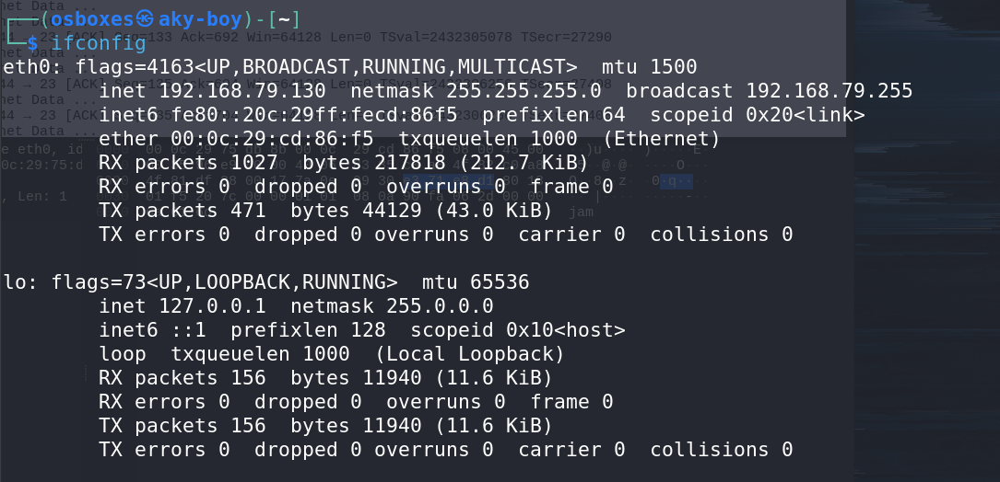 ┌──(osboxes㉿aky-boy)-[~]
└─$ ifconfig
eth0: flags=4163<UP,BROADCAST,RUNNING,MULTICAST>  mtu 1500
        inet 192.168.79.130  netmask 255.255.255.0  broadcast 192.168.79.255
        inet6 fe80::20c:29ff:fecd:86f5  prefixlen 64  scopeid 0x20<link>
        ether 00:0c:29:cd:86:f5  txqueuelen 1000  (Ethernet)
        RX packets 1027  bytes 217818 (212.7 KiB)
        RX errors 0  dropped 0  overruns 0  frame 0
        TX packets 471  bytes 44129 (43.0 KiB)
        TX errors 0  dropped 0 overruns 0  carrier 0  collisions 0

lo: flags=73<UP,LOOPBACK,RUNNING>  mtu 65536
        inet 127.0.0.1  netmask 255.0.0.0
        inet6 ::1  prefixlen 128  scopeid 0x10<host>
        loop  txqueuelen 1000  (Local Loopback)
        RX packets 156  bytes 11940 (11.6 KiB)
        RX errors 0  dropped 0  overruns 0  frame 0
        TX packets 156  bytes 11940 (11.6 KiB)
        TX errors 0  dropped 0 overruns 0  carrier 0  collisions 0